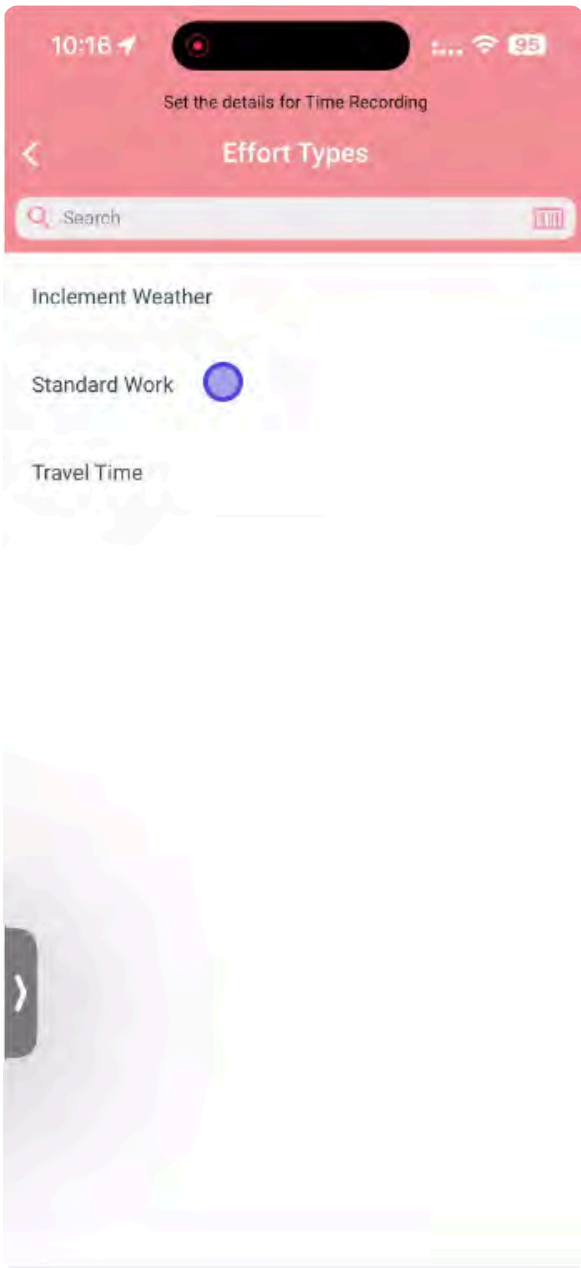 10:16
95
Set the details for Time Recording
Effort Types
Search
Inclement Weather
Standard Work
Travel Time